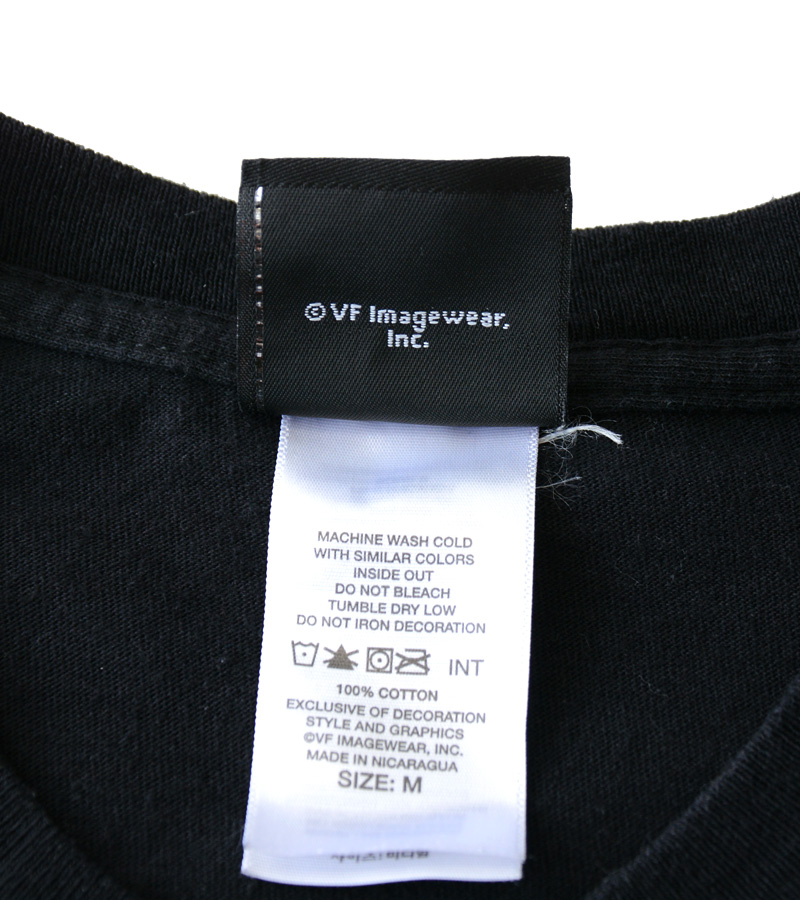 © VF Imagewear,
Inc.
MACHINE WASH COLD
WITH SIMILAR COLORS
INSIDE OUT
DO NOT BLEACH
TUMBLE DRY LOW
DO NOT IRON DECORATION
INT
100% COTTON
EXCLUSIVE OF DECORATION
STYLE AND GRAPHICS
©VF IMAGEWEAR, INC.
MADE IN NICARAGUA
SIZE: M